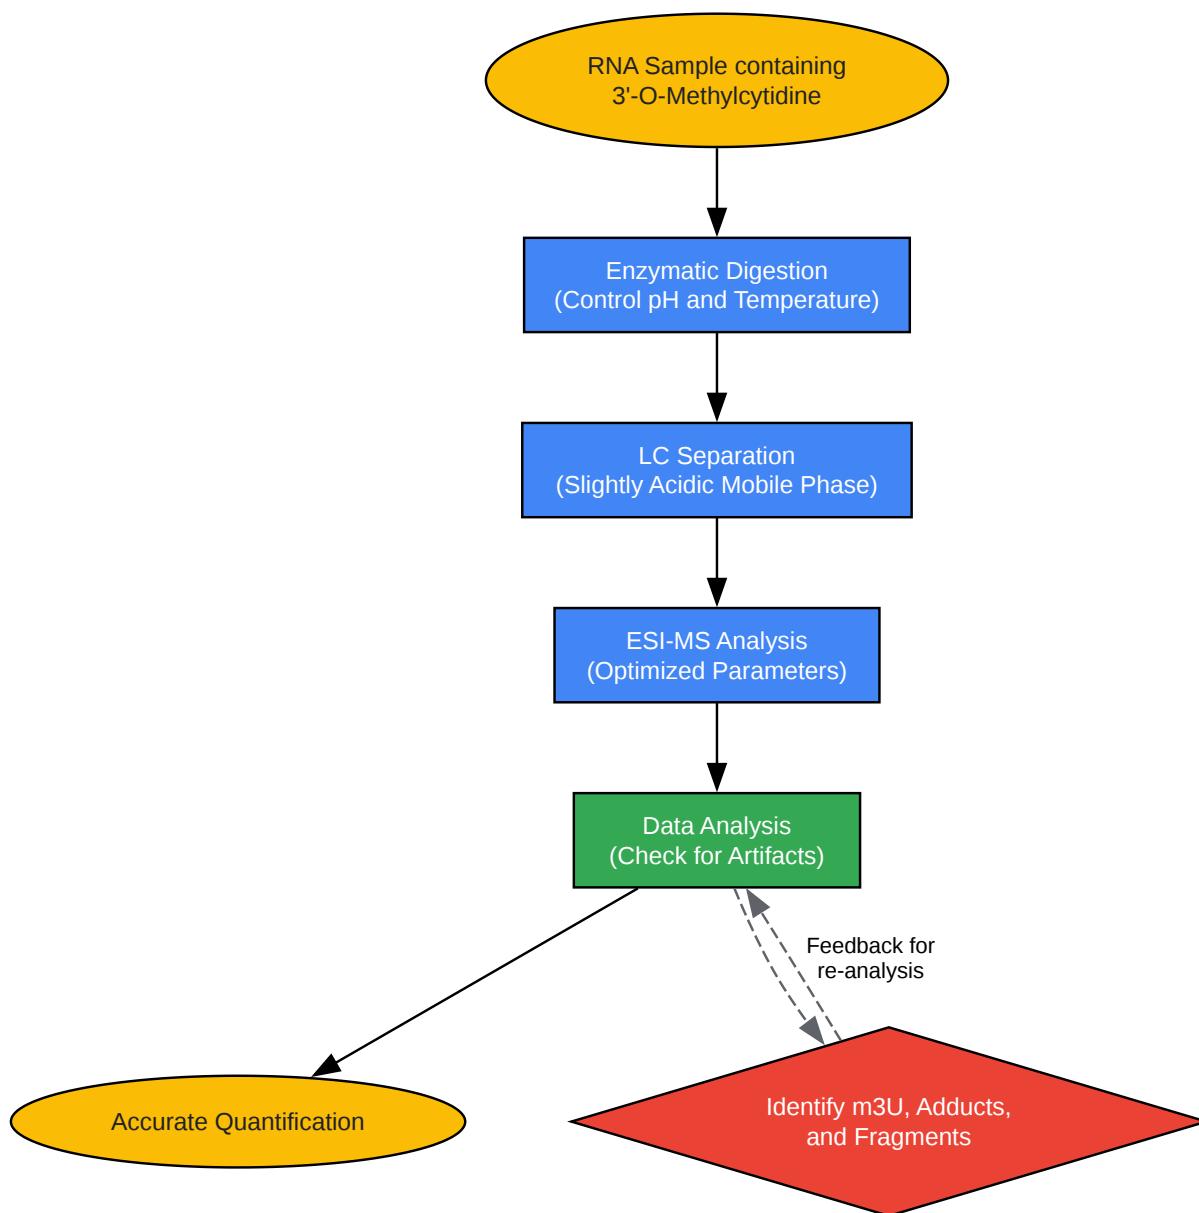 RNA Sample containing
3'-O-Methylcytidine
Enzymatic Digestion
(Control pH and Temperature)
LC Separation
(Slightly Acidic Mobile Phase)
ESI-MS Analysis
(Optimized Parameters)
Data Analysis
(Check for Artifacts)
Feedback for
re-analysis
Accurate Quantification
Identify m3U, Adducts,
and Fragments